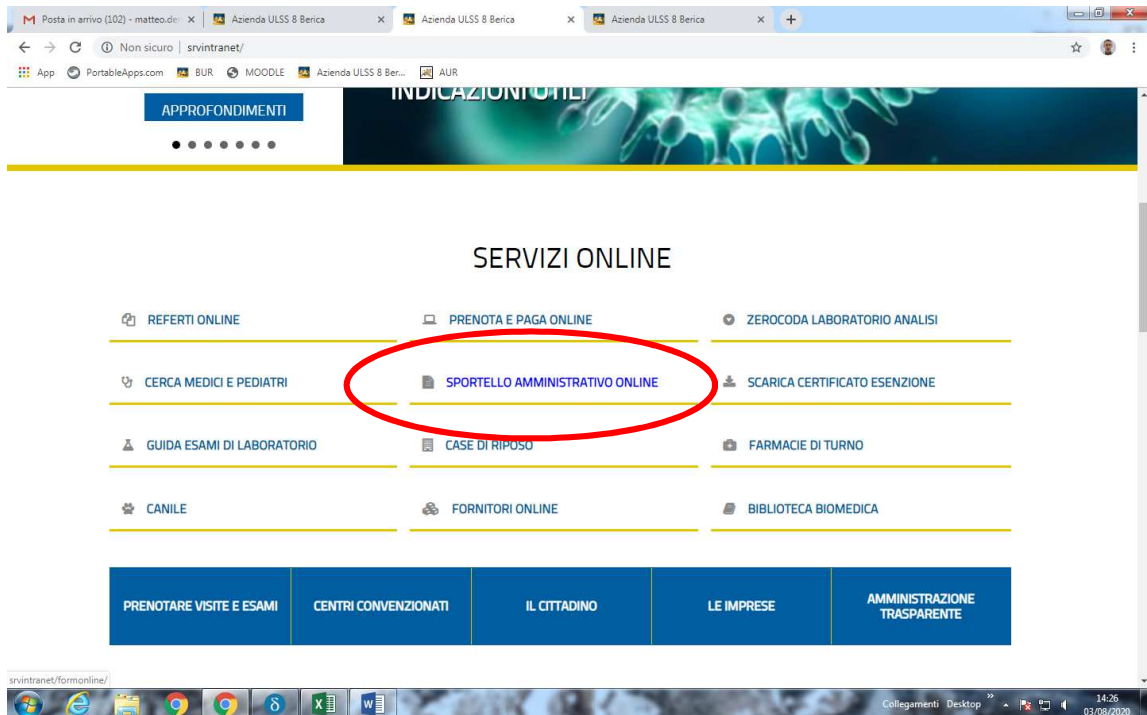 Posta in arrivo (102) - matteo.de
Azienda ULSS 8 Berica
Azienda ULSS 8 Berica
Azienda ULSS 8 Berica
Non sicuro | srvintranet/
App
PortableApps.com
BUR
MOODLE
Azienda ULSS 8 Ber...
AUR
APPROFONDIMENTI
INDICAZIONI UTILI
SERVIZI ONLINE
REFERTI ONLINE
PRENOTA E PAGA ONLINE
ZEROCODA LABORATORIO ANALISI
CERCA MEDICI E PEDIATRI
SPORTELLO AMMINISTRATIVO ONLINE
SCARICA CERTIFICATO ESENZIONE
GUIDA ESAMI DI LABORATORIO
CASE DI RIPOSO
FARMACIE DI TURNO
CANILE
FORNITORI ONLINE
BIBLIOTECA BIOMEDICA
PRENOTARE VISITE E ESAMI
CENTRI CONVENZIONATI
IL CITTADINO
LE IMPRESE
AMMINISTRAZIONE
TRASPARENTE
srvintranet/formonline/
Collegamenti
Desktop
14:26
03/08/2020